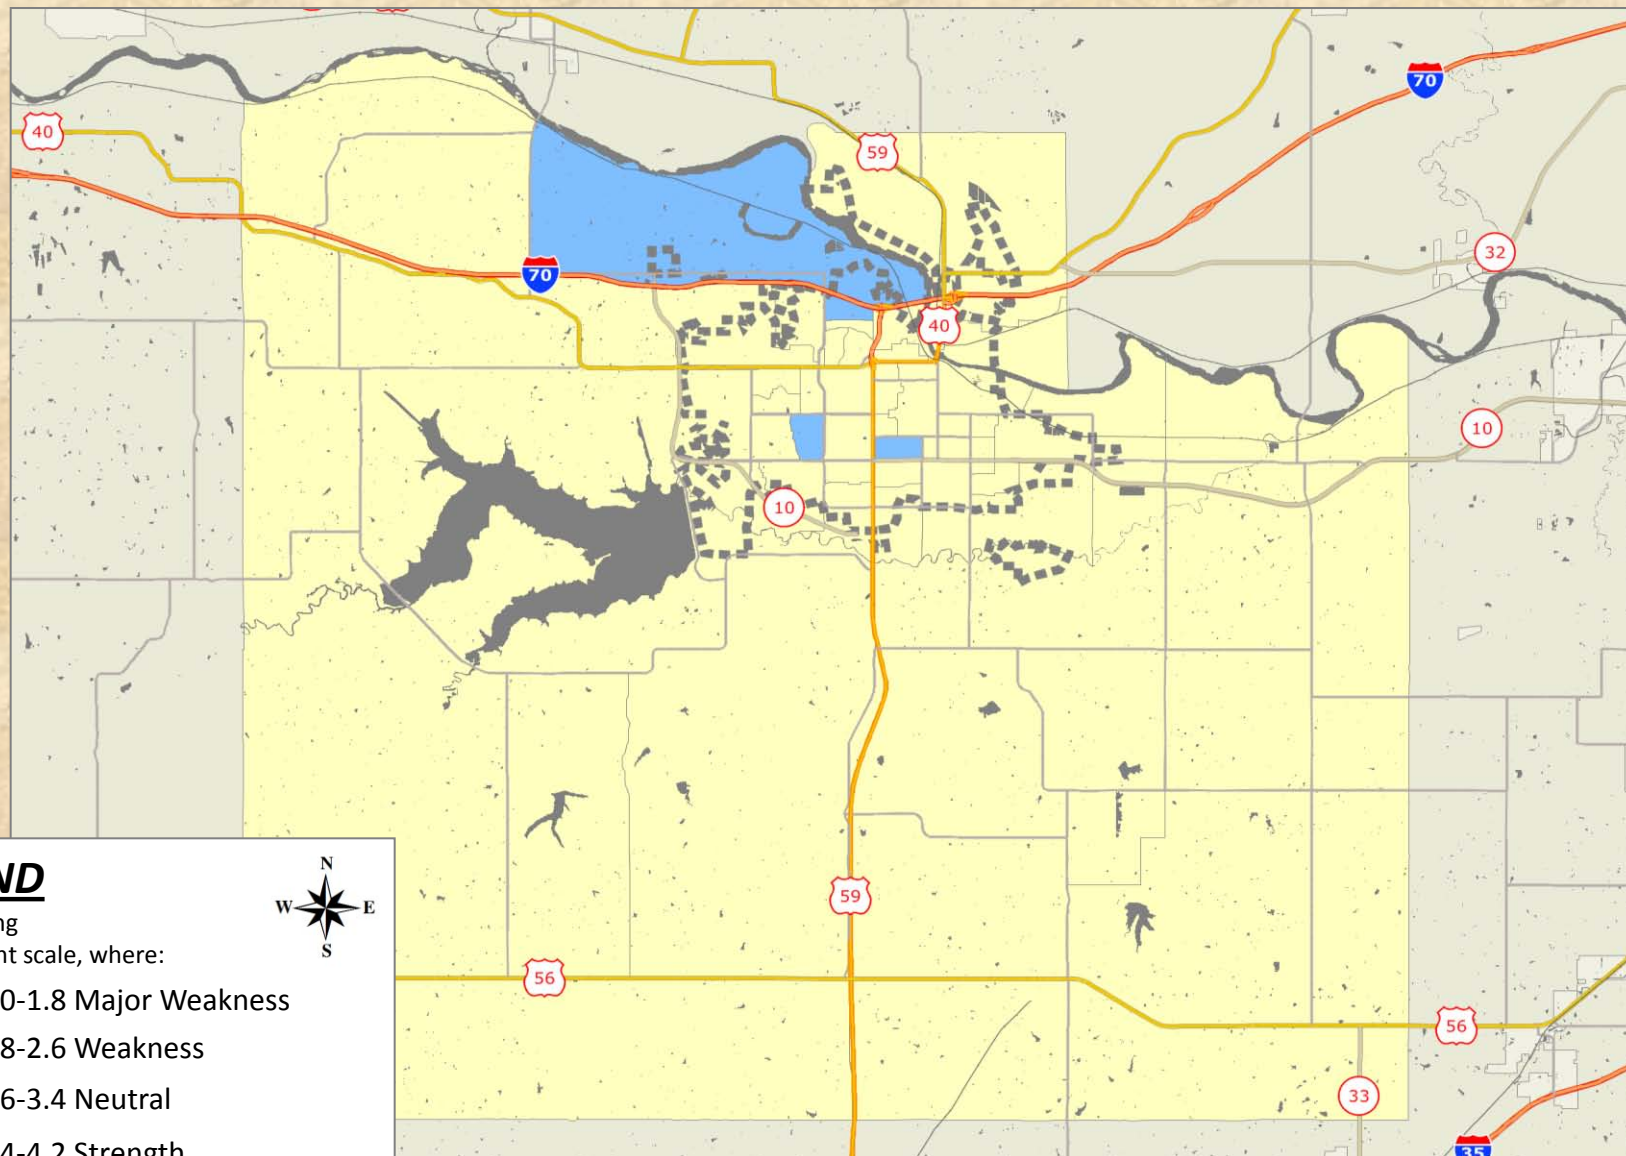 70
40
59
32
70
40
10
10
59
56
56
33
35
ND
N
W E
S
ng
nt scale, where:
0-1.8 Major Weakness
8-2.6 Weakness
6-3.4 Neutral
4-4.2 Strength